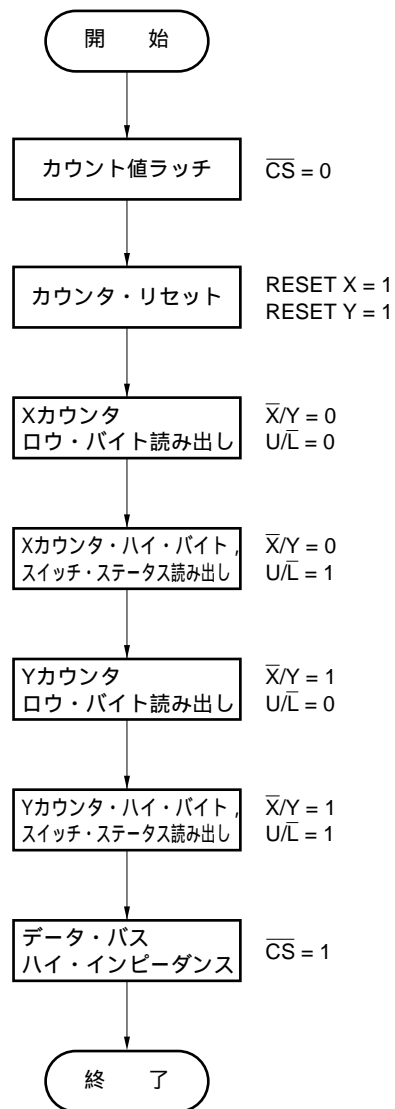 開　始
カウント値ラッチ
C̅S̅ = 0
カウンタ・リセット
RESET X = 1
RESET Y = 1
Xカウンタ
ロウ・バイト読み出し
X̅/Y = 0
U/L̅ = 0
Xカウンタ・ハイ・バイト,
スイッチ・ステータス読み出し
X̅/Y = 0
U/L̅ = 1
Yカウンタ
ロウ・バイト読み出し
X̅/Y = 1
U/L̅ = 0
Yカウンタ・ハイ・バイト,
スイッチ・ステータス読み出し
X̅/Y = 1
U/L̅ = 1
データ・バス
ハイ・インピーダンス
C̅S̅ = 1
終　了